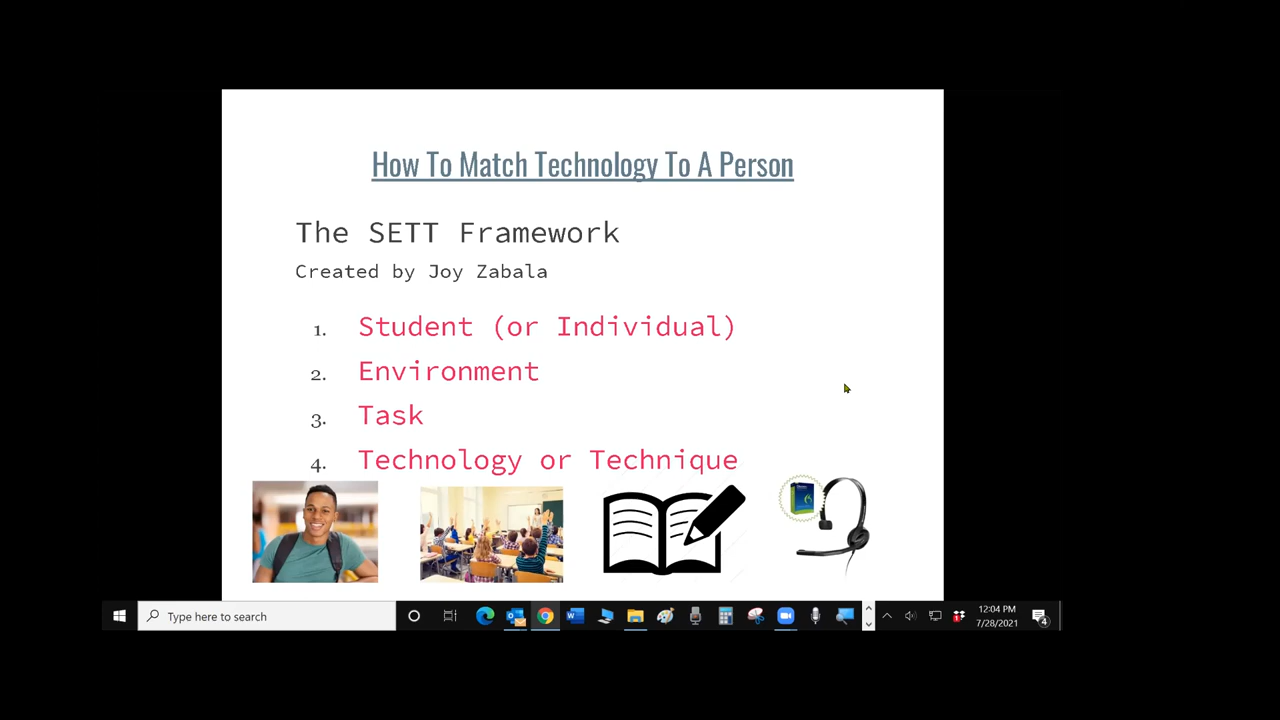 How To Match Technology To A Person
The SETT Framework
Created by Joy Zabala
1. Student (or Individual)
2. Environment
3. Task
4. Technology or Technique
Type here to search
12:04 PM
7/28/2021
4